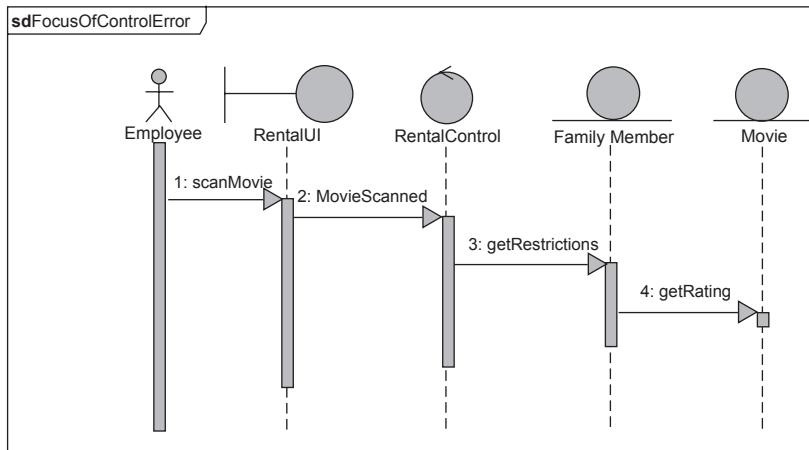 sdFocusOfControlError
Employee
RentalUI
RentalControl
Family Member
Movie
1: scanMovie
2: MovieScanned
3: getRestrictions
4: getRating